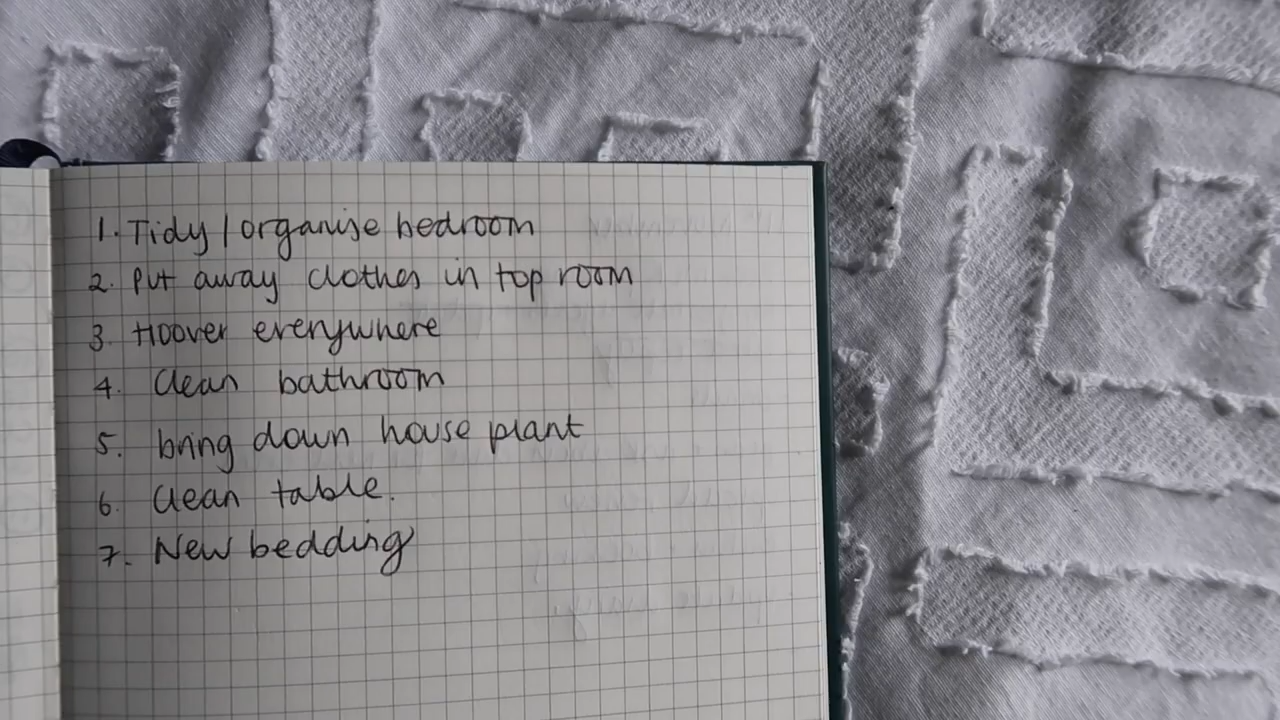 1. Tidy / organise bedroom
2. Put away clothes in top room
3. Hoover everywhere
4. Clean bathroom
5. bring down house plant
6. Clean table.
7. New bedding